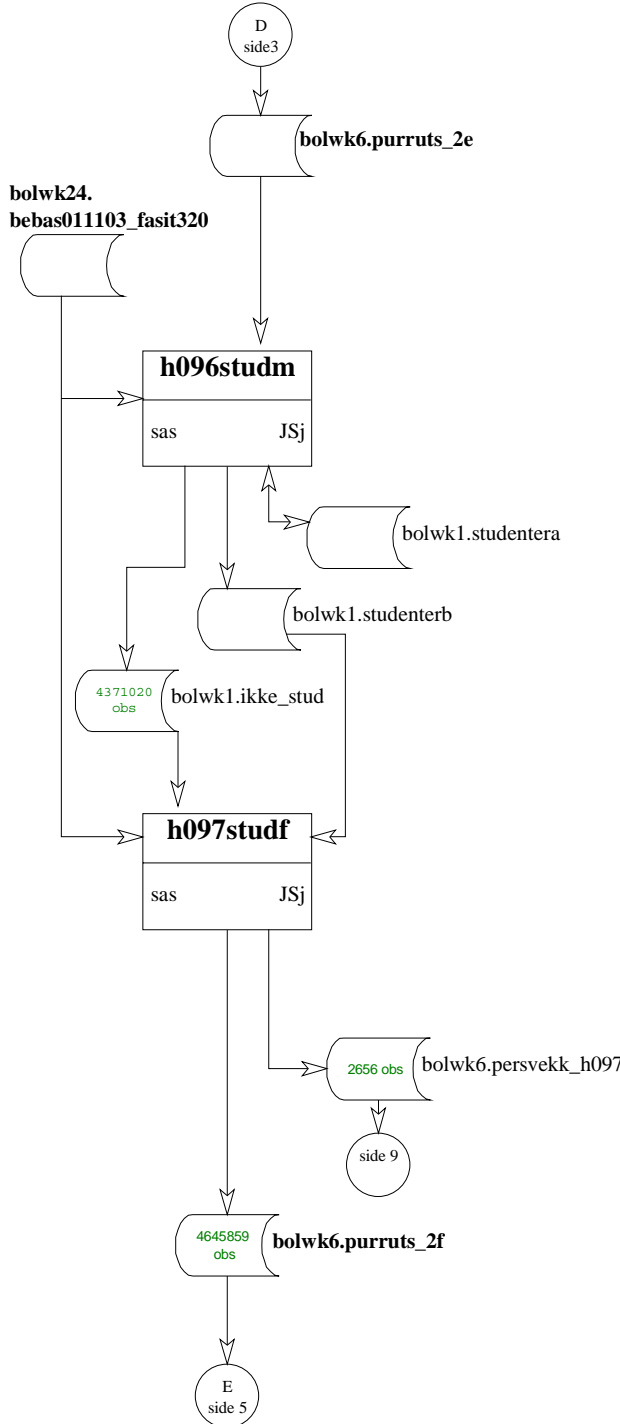 D
side3
bolwk6.purruts_2e
bolwk24.
bebas011103_fasit320
h096studm
sas JSj
bolwk1.studentera
bolwk1.studenterb
4371020
obs
bolwk1.ikke_stud
h097studf
sas JSj
2656 obs
bolwk6.persvekk_h097
side 9
4645859
obs
bolwk6.purruts_2f
E
side 5